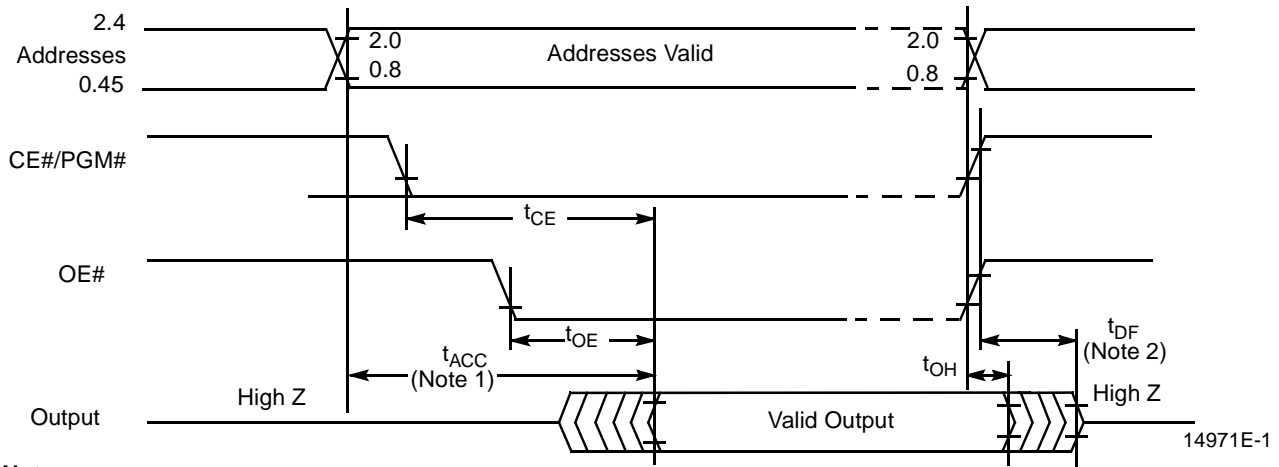 2.4
Addresses
0.45
2.0
0.8
Addresses Valid
2.0
0.8
CE#/PGM#
tCE
OE#
tOE
tACC
(Note 1)
tOH
tDF
(Note 2)
Output
High Z
Valid Output
High Z
14971E-1